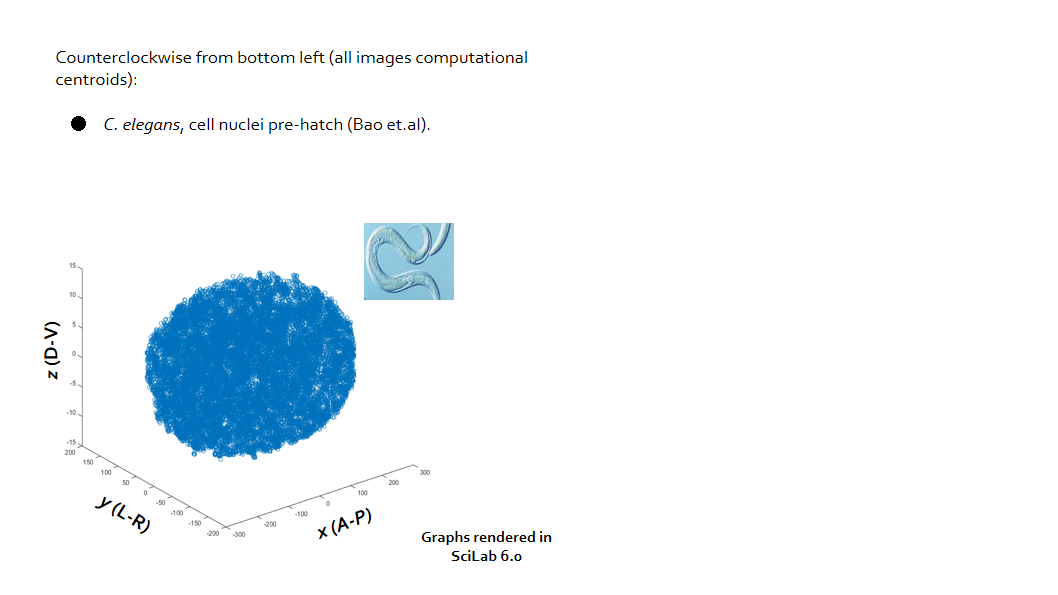 Counterclockwise from bottom left (all images computational
centroids):
C. elegans, cell nuclei pre-hatch (Bao et.al).
15
10
5
0
-5
-10
-15
z (D-V)
200
150
100
50
0
-50
-100
-150
-200
y (L-R)
-300
-200
-100
0
100
200
300
x (A-P)
Graphs rendered in
SciLab 6.0